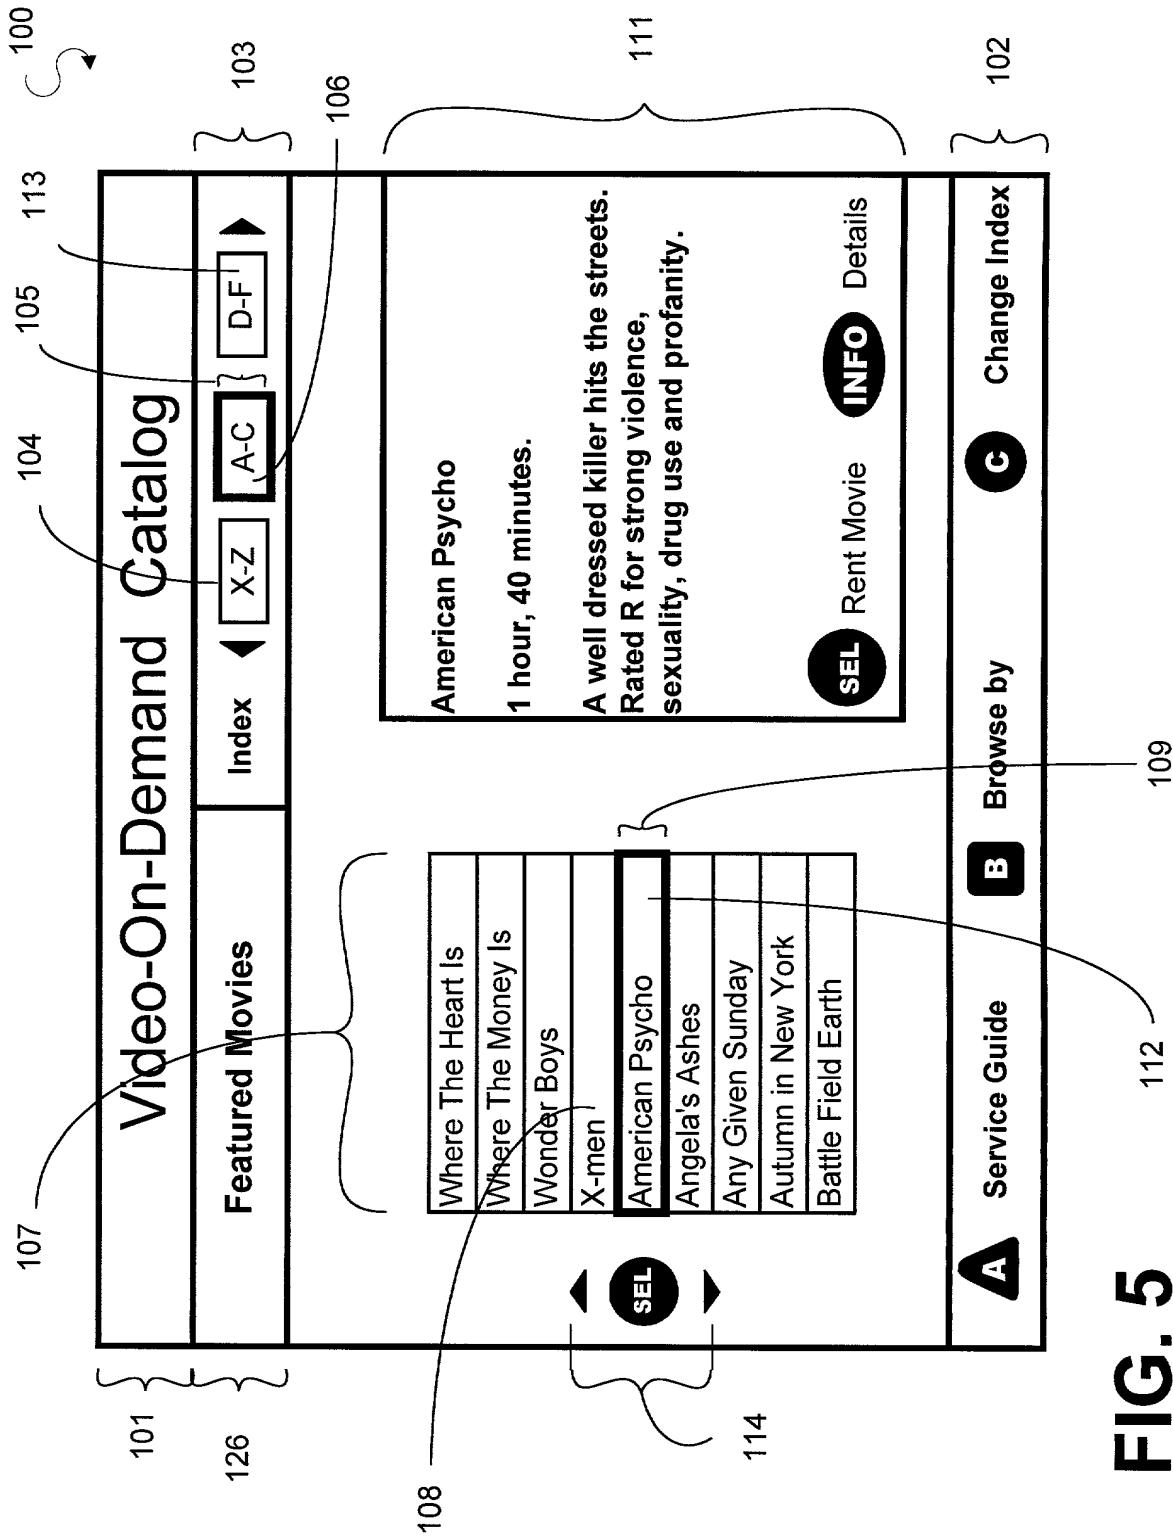 100
101
Video-On-Demand Catalog
104
105
113
126
Featured Movies
Index
X-Z
A-C
D-F
103
106
107
Where The Heart Is
Where The Money Is
Wonder Boys
X-men
American Psycho
Angela's Ashes
Any Given Sunday
Autumn in New York
Battle Field Earth
108
SEL
114
109
112
American Psycho
1 hour, 40 minutes.
A well dressed killer hits the streets.
Rated R for strong violence,
sexuality, drug use and profanity.
SEL Rent Movie INFO Details
111
A Service Guide B Browse by C Change Index
102
FIG. 5